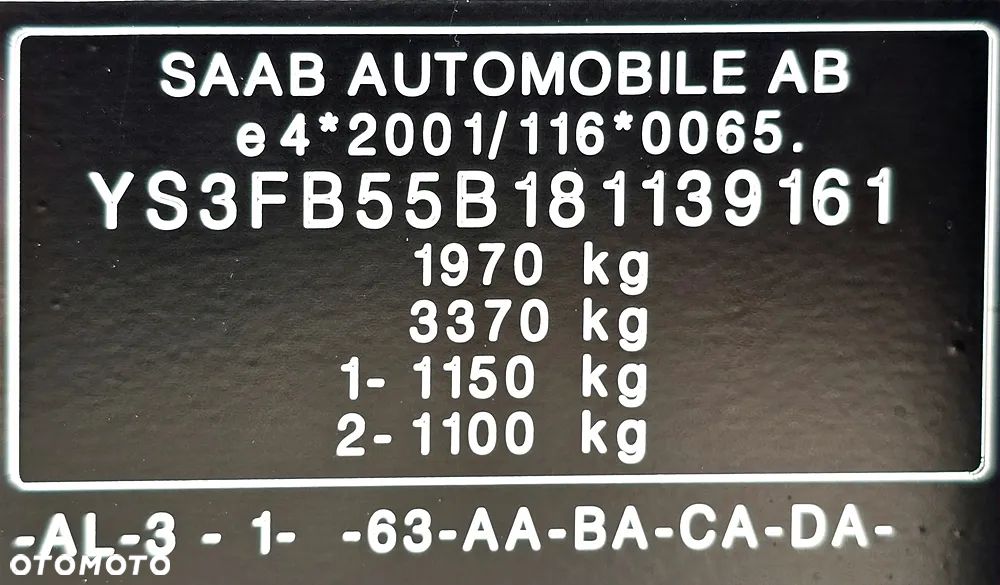 SAAB AUTOMOBILE AB
e4*2001/116*0065.
YS3FB55B181139161
1970 kg
3370 kg
1- 1150 kg
2- 1100 kg
-AL-3 - 1- -63-AA-BA-CA-DA-
OTOMOTO